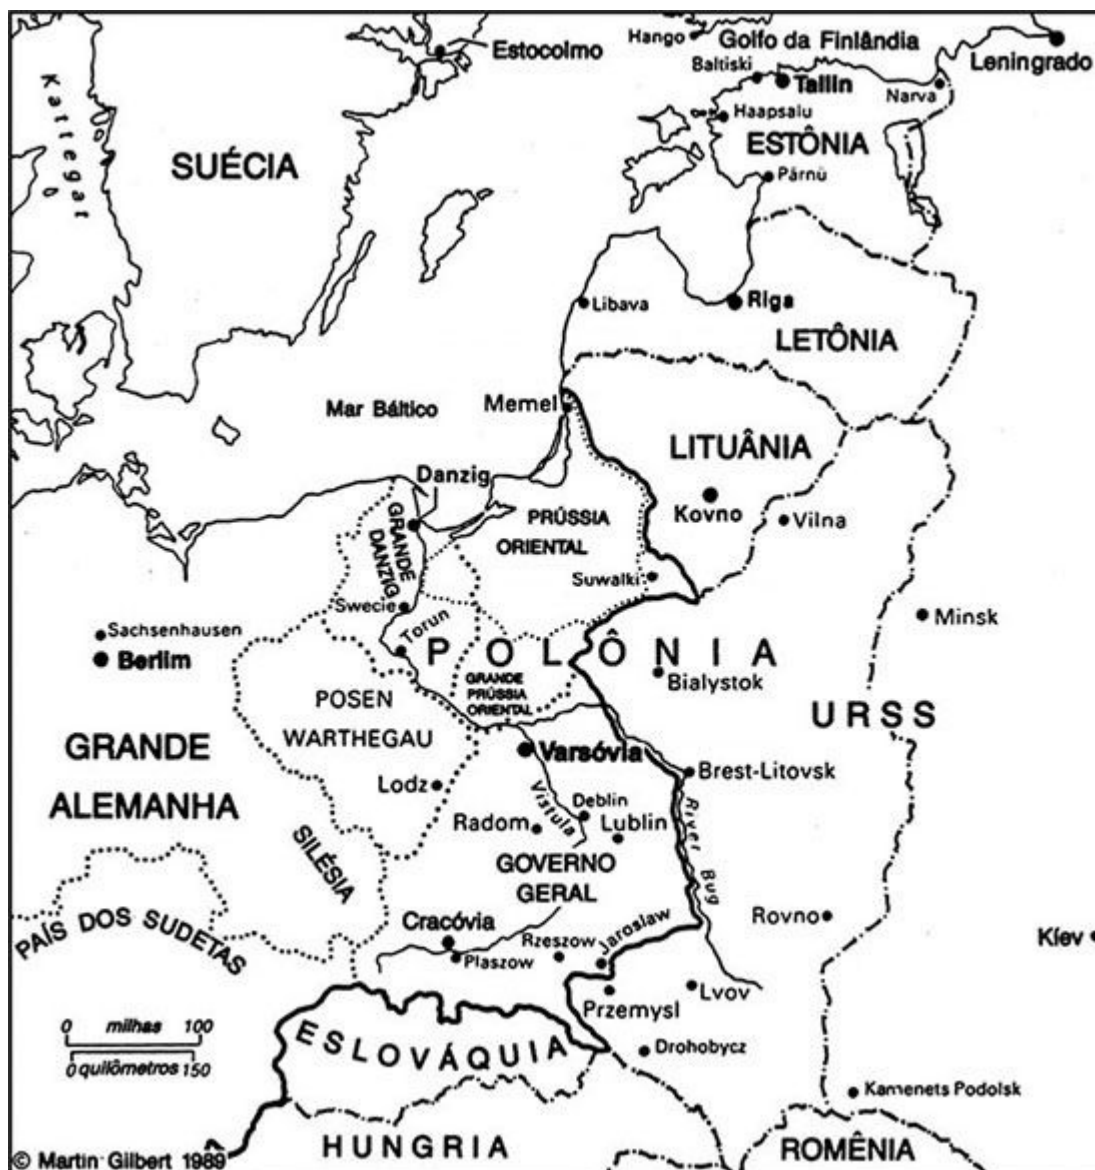 Hango
Golfo da Finlândia
Estocolmo
Leningrado
Baltiski
Tallin
Narva
Kattegat
Haapsalu
ESTÔNIA
SUÉCIA
Pärnü
Libava
Riga
LETÔNIA
Mar Báltico
Memel
LITUÂNIA
Danzig
Kovno
Vilna
PRÚSSIA
ORIENTAL
GRANDE
DANZIG
Suwalki
Swecie
Minsk
Sachsenhausen
Torun
Berlim
POLÔNIA
GRANDE
PRÚSSIA
ORIENTAL
Bialystok
POSEN
WARTHEGAU
URSS
GRANDE
ALEMANHA
Varsóvia
Brest-Litovsk
Lodz
Vistula
Deblin
River Bug
Radom
Lublin
SILÉSIA
GOVERNO
GERAL
PAÍS DOS SUDETAS
Cracóvia
Rzeszow
Jaroslaw
Rovno
Kíev
Plaszow
Przemysl
Lvov
0 milhas 100
0 quilômetros 150
ESLOVÁQUIA
Drohobycz
Kamenets Podolsk
HUNGRIA
ROMÊNIA
© Martin Gilbert 1989